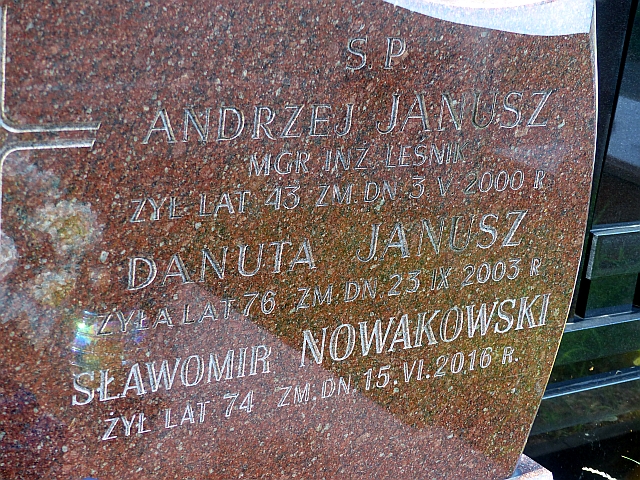 S P
ANDRZEJ JANUSZ
MGR INŻ. LEŚNIK
ŻYŁ LAT 43 ZM. DN 3 V 2000 R
DANUTA JANUSZ
ŻYŁA LAT 76 ZM. DN. 23 IX 2003 R
SŁAWOMIR NOWAKOWSKI
ŻYŁ LAT 74 ZM. DN. 15. VI. 2016 R.